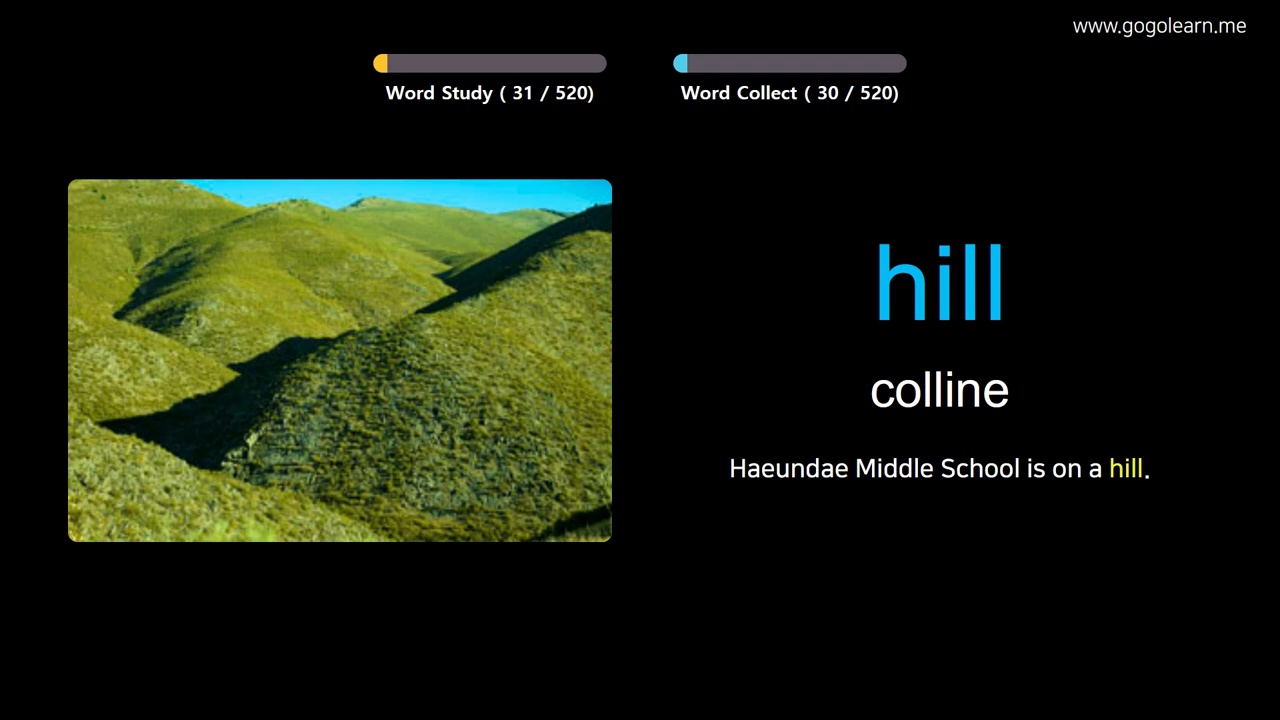 www.gogolearn.me
Word Study ( 31 / 520)
Word Collect ( 30 / 520)
hill
colline
Haeundae Middle School is on a hill.